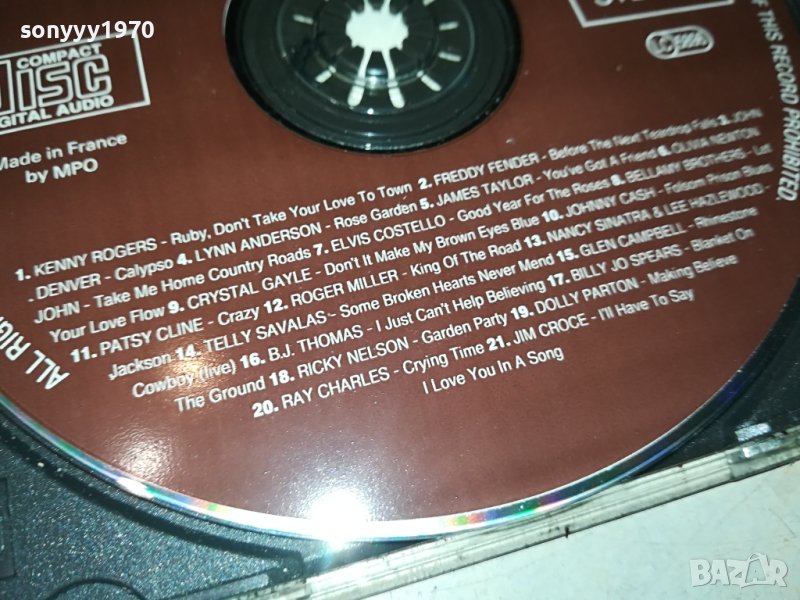 sonyyy1970
COMPACT
DISC
DIGITAL AUDIO
Made in France
by MPO
OF THIS RECORD PROHIBITED.
1. KENNY ROGERS - Ruby, Don't Take Your Love To Town 2. FREDDY FENDER - Before The Next Teardrop Falls 3. JOHN
DENVER - Calypso 4. LYNN ANDERSON - Rose Garden 5. JAMES TAYLOR - You've Got A Friend 6. OLIVIA NEWTON
JOHN - Take Me Home Country Roads 7. ELVIS COSTELLO - Good Year For The Roses 8. BELLAMY BROTHERS - Let
Your Love Flow 9. CRYSTAL GAYLE - Don't It Make My Brown Eyes Blue 10. JOHNNY CASH - Folsom Prison Blues
11. PATSY CLINE - Crazy 12. ROGER MILLER - King Of The Road 13. NANCY SINATRA & LEE HAZLEWOOD -
Jackson 14. TELLY SAVALAS - Some Broken Hearts Never Mend 15. GLEN CAMPBELL - Rhinestone
Cowboy (live) 16. B.J. THOMAS - I Just Can't Help Believing 17. BILLY JO SPEARS - Blanket On
The Ground 18. RICKY NELSON - Garden Party 19. DOLLY PARTON - Making Believe
20. RAY CHARLES - Crying Time 21. JIM CROCE - I'll Have To Say
I Love You In A Song
ALL
BAZAR